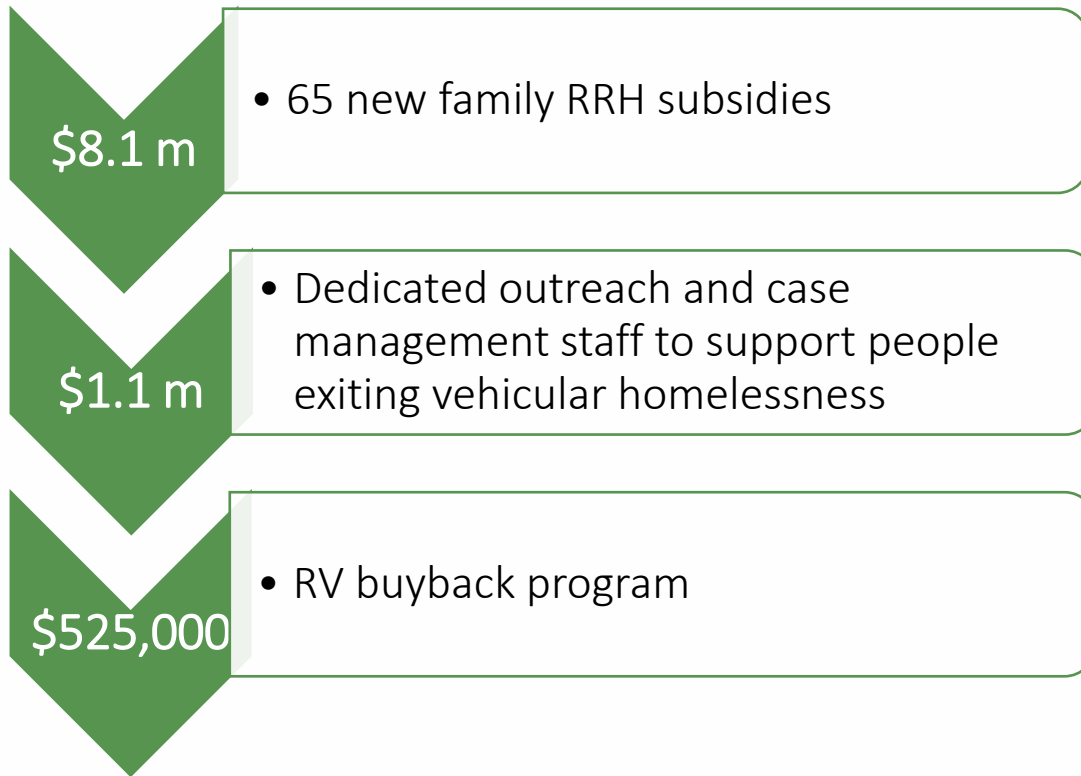 $8.1 m
• 65 new family RRH subsidies
$1.1 m
• Dedicated outreach and case
management staff to support people
exiting vehicular homelessness
$525,000
• RV buyback program